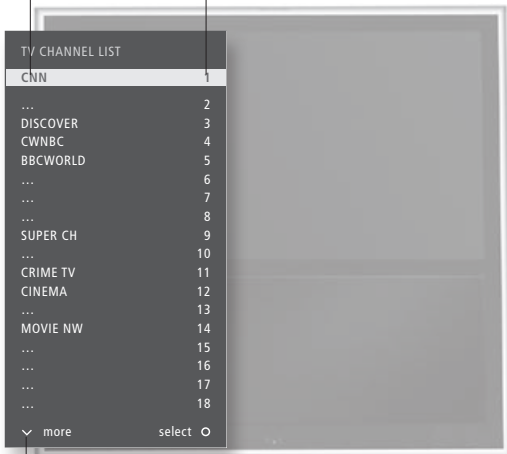 TV CHANNEL LIST
CNN 1
... 2
DISCOVER 3
CWNBC 4
BBCWORLD 5
... 6
... 7
... 8
SUPER CH 9
... 10
CRIME TV 11
CINEMA 12
... 13
MOVIE NW 14
... 15
... 16
... 17
... 18
more select